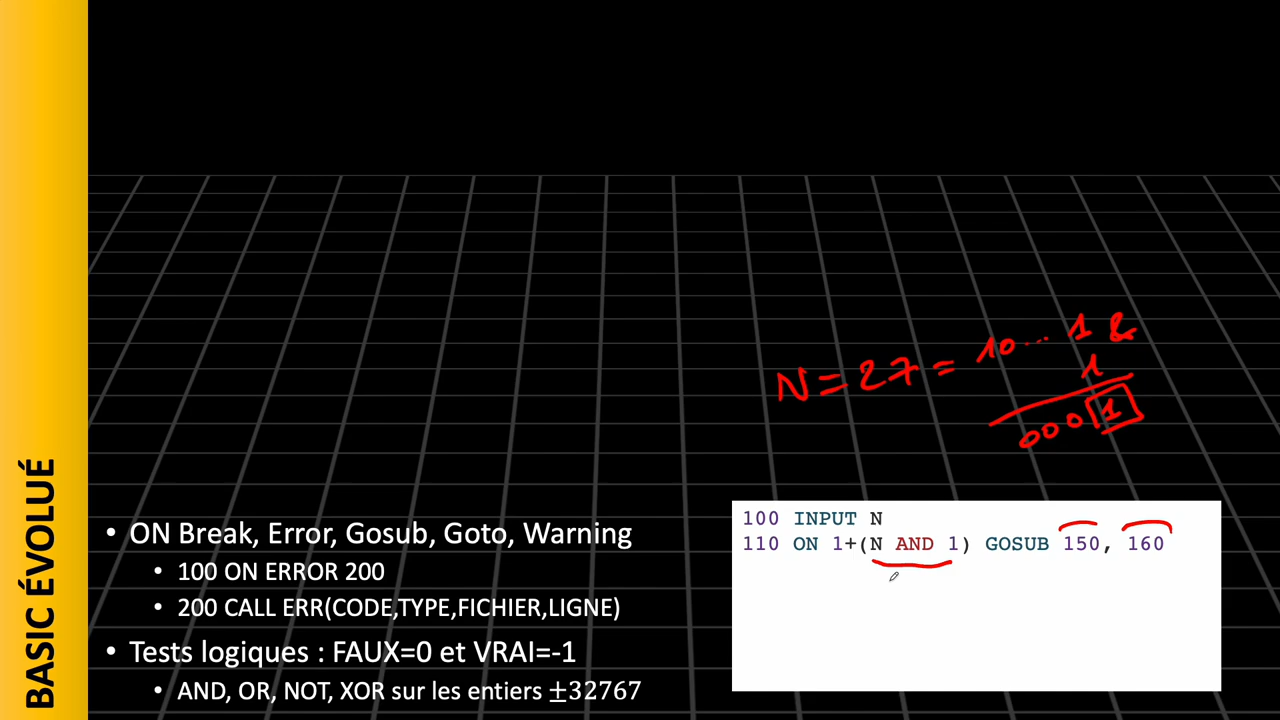 BASIC ÉVOLUÉ
N=27= 10...1 &
1
0001
• ON Break, Error, Gosub, Goto, Warning
• 100 ON ERROR 200
• 200 CALL ERR(CODE,TYPE,FICHIER,LIGNE)
• Tests logiques : FAUX=0 et VRAI=-1
• AND, OR, NOT, XOR sur les entiers ±32767
100 INPUT N
110 ON 1+(N AND 1) GOSUB 150, 160